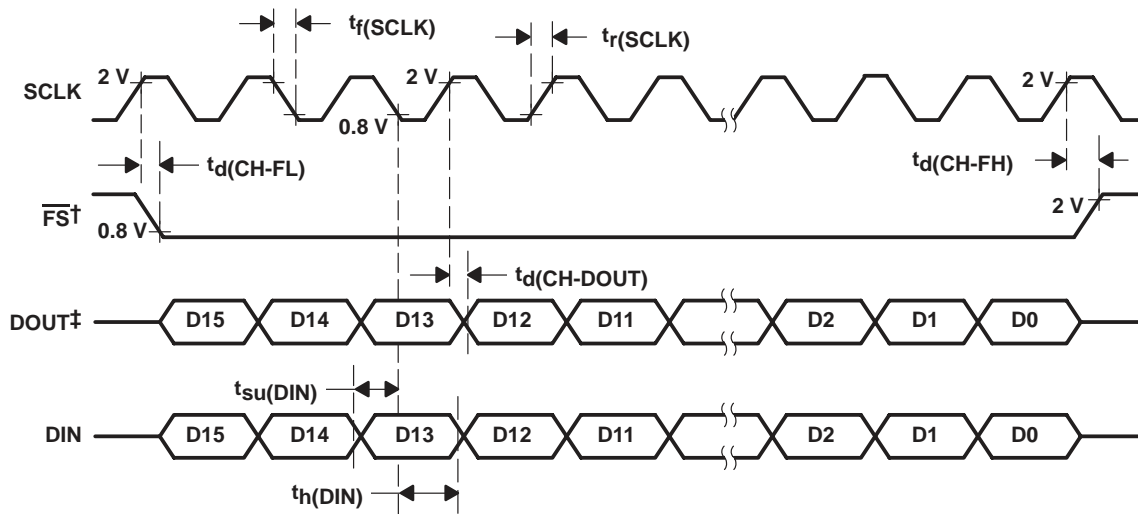 tf(SCLK)
tr(SCLK)
2 V
2 V
2 V
SCLK
0.8 V
td(CH-FL)
td(CH-FH)
FS†
0.8 V
2 V
td(CH-DOUT)
DOUT‡
D15 D14 D13 D12 D11 D2 D1 D0
tsu(DIN)
DIN
D15 D14 D13 D12 D11 D2 D1 D0
th(DIN)